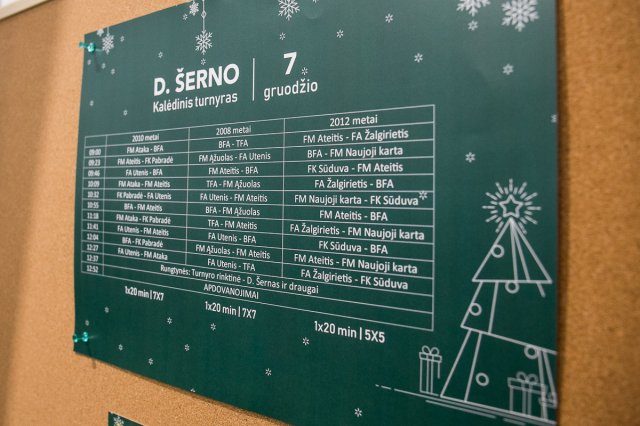 D. ŠERNO
Kalėdinis turnyras
7
gruodžio
2010 metai 2008 metai 2012 metai
09:00 FM Ataka - BFA BFA - TFA FM Ateitis - FA Žalgirietis
09:23 FM Ateitis - FK Pabradė FM Ąžuolas - FA Utenis BFA - FM Naujoji karta
09:46 FA Utenis - BFA FM Ateitis - BFA FK Sūduva - FM Ateitis
10:09 FM Ataka - FM Ateitis TFA - FM Ąžuolas FA Žalgirietis - BFA
10:32 FK Pabradė - FA Utenis FA Utenis - FM Ateitis FM Naujoji karta - FK Sūduva
10:55 BFA - FM Ateitis BFA - FM Ąžuolas FM Ateitis - BFA
11:18 FM Ataka - FK Pabradė TFA - FM Ateitis FA Žalgirietis - FM Naujoji karta
11:41 FA Utenis - FM Ateitis FA Utenis - BFA FK Sūduva - BFA
12:04 BFA - FK Pabradė FM Ąžuolas - FM Ateitis FM Ateitis - FM Naujoji karta
12:27 FA Utenis - FM Ataka FA Utenis - TFA FA Žalgirietis - FK Sūduva
12:37 Rungtynės: Turnyro rinktinė - D. Šernas ir draugai
12:52 APDOVANOJIMAI
1x20 min | 7X7 1x20 min | 7X7 1x20 min | 5X5